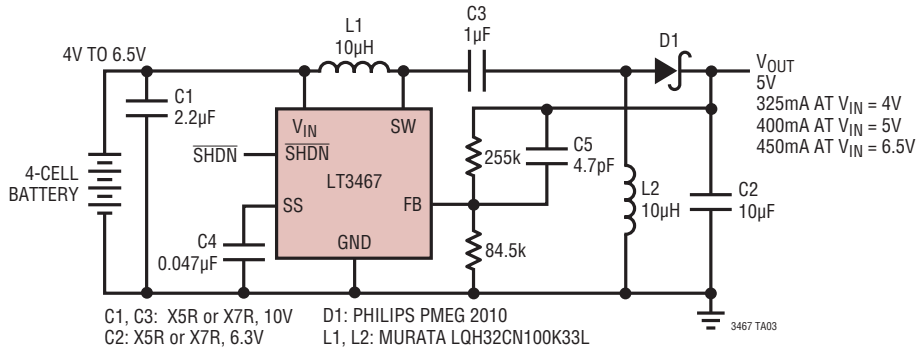 4V TO 6.5V
L1
10µH
C3
1µF
D1
V_OUT
5V
325mA AT V_IN = 4V
400mA AT V_IN = 5V
450mA AT V_IN = 6.5V
C1
2.2µF
V_IN
SW
S̅H̅D̅N̅
S̅H̅D̅N̅
LT3467
255k
C5
4.7pF
4-CELL
BATTERY
SS
FB
L2
10µH
C2
10µF
C4
0.047µF
GND
84.5k
C1, C3: X5R or X7R, 10V
C2: X5R or X7R, 6.3V
D1: PHILIPS PMEG 2010
L1, L2: MURATA LQH32CN100K33L
3467 TA03